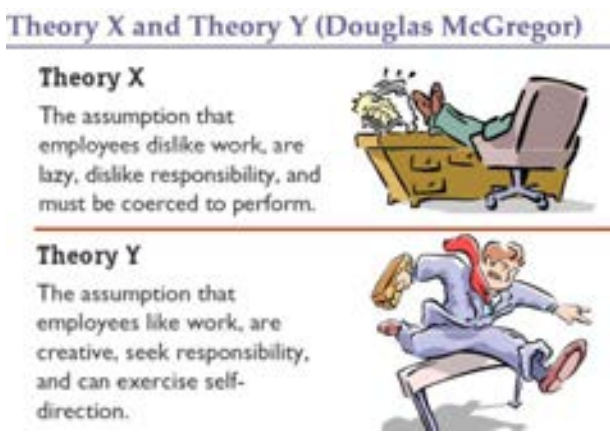 Theory X and Theory Y (Douglas McGregor)
Theory X
The assumption that
employees dislike work, are
lazy, dislike responsibility, and
must be coerced to perform.
Theory Y
The assumption that
employees like work, are
creative, seek responsibility,
and can exercise self-
direction.